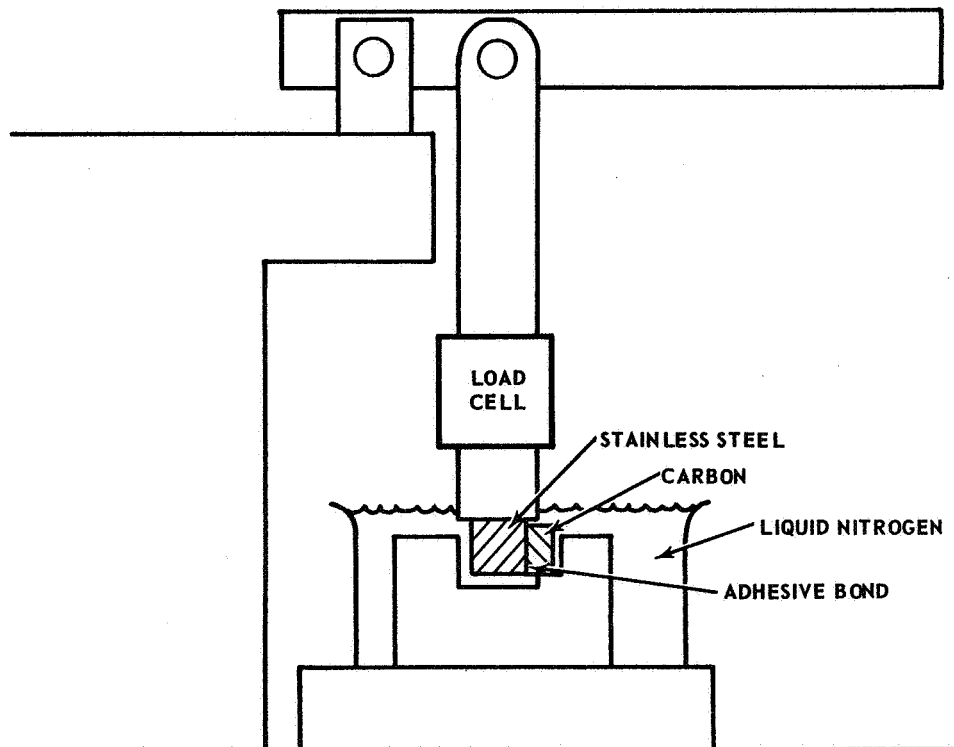 LOAD
CELL
STAINLESS STEEL
CARBON
LIQUID NITROGEN
ADHESIVE BOND